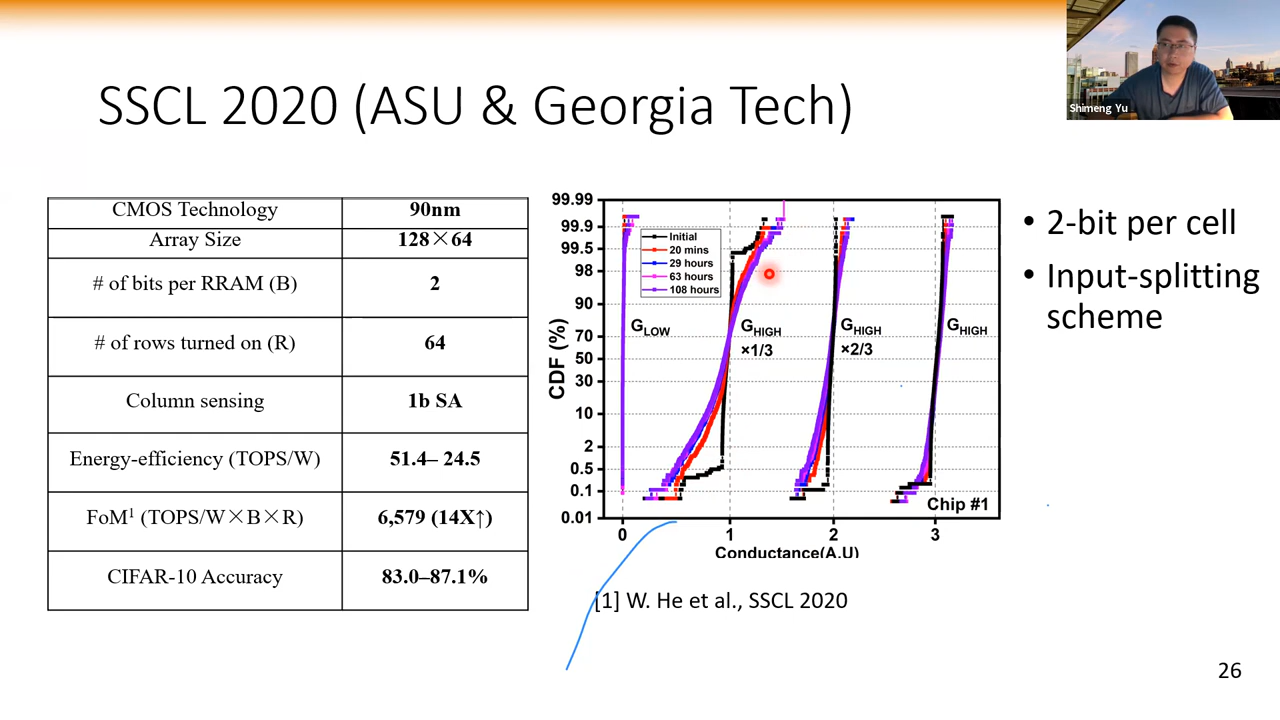 Shimeng Yu
SSCL 2020 (ASU & Georgia Tech)
CMOS Technology 90nm
Array Size 128×64
# of bits per RRAM (B) 2
# of rows turned on (R) 64
Column sensing 1b SA
Energy-efficiency (TOPS/W) 51.4– 24.5
FoM¹ (TOPS/W×B×R) 6,579 (14X↑)
CIFAR-10 Accuracy 83.0–87.1%
CDF (%)
99.99
99.9
99.5
98
90
70
50
30
10
2
0.5
0.1
0.01
Initial
20 mins
29 hours
63 hours
108 hours
GLOW
GHIGH
×1/3
GHIGH
×2/3
GHIGH
Chip #1
0 1 2 3
Conductance(A.U)
[1] W. He et al., SSCL 2020
• 2-bit per cell
• Input-splitting
scheme
26